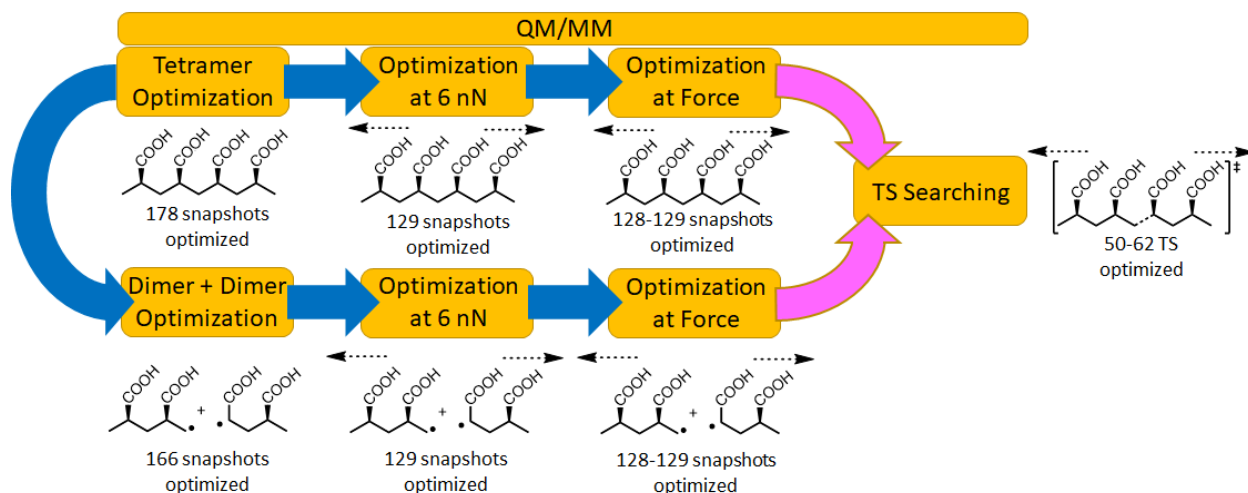 QM/MM
Tetramer
Optimization
Optimization
at 6 nN
Optimization
at Force
COOH
COOH
COOH
COOH
178 snapshots
optimized
COOH
COOH
COOH
COOH
129 snapshots
optimized
COOH
COOH
COOH
COOH
128-129 snapshots
optimized
TS Searching
COOH
COOH
COOH
COOH
‡
50-62 TS
optimized
Dimer + Dimer
Optimization
Optimization
at 6 nN
Optimization
at Force
COOH
COOH
+
COOH
COOH
166 snapshots
optimized
COOH
COOH
+
COOH
COOH
129 snapshots
optimized
COOH
COOH
+
COOH
COOH
128-129 snapshots
optimized